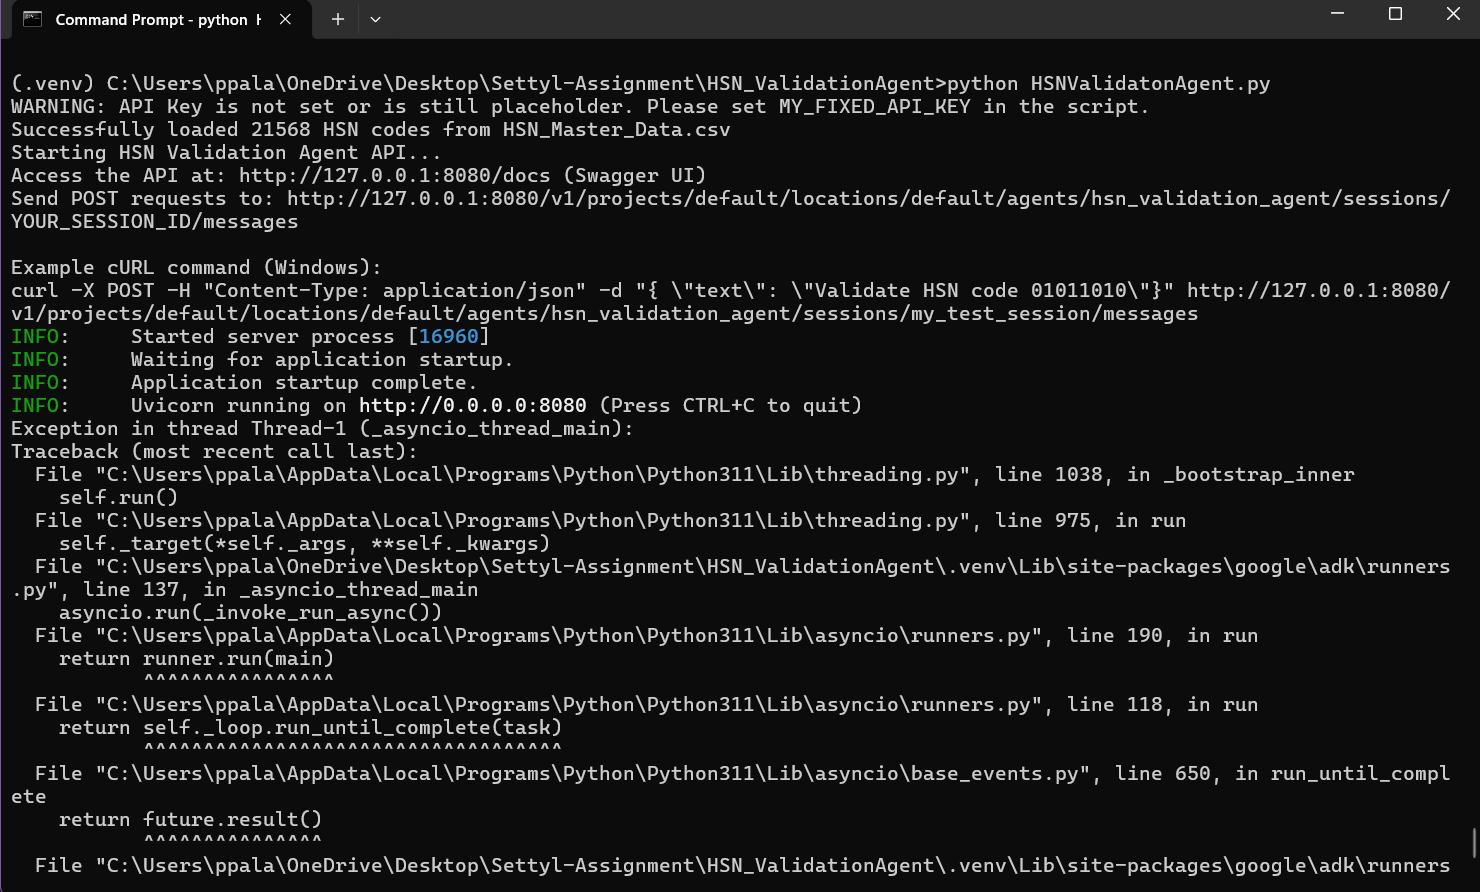 Command Prompt - python H
(.venv) C:\Users\ppala\OneDrive\Desktop\Settyl-Assignment\HSN_ValidationAgent>python HSNValidatonAgent.py
WARNING: API Key is not set or is still placeholder. Please set MY_FIXED_API_KEY in the script.
Successfully loaded 21568 HSN codes from HSN_Master_Data.csv
Starting HSN Validation Agent API...
Access the API at: http://127.0.0.1:8080/docs (Swagger UI)
Send POST requests to: http://127.0.0.1:8080/v1/projects/default/locations/default/agents/hsn_validation_agent/sessions/
YOUR_SESSION_ID/messages
Example cURL command (Windows):
curl -X POST -H "Content-Type: application/json" -d "{ \"text\": \"Validate HSN code 01011010\"}" http://127.0.0.1:8080/
v1/projects/default/locations/default/agents/hsn_validation_agent/sessions/my_test_session/messages
INFO:     Started server process [16960]
INFO:     Waiting for application startup.
INFO:     Application startup complete.
INFO:     Uvicorn running on http://0.0.0.0:8080 (Press CTRL+C to quit)
Exception in thread Thread-1 (_asyncio_thread_main):
Traceback (most recent call last):
  File "C:\Users\ppala\AppData\Local\Programs\Python\Python311\Lib\threading.py", line 1038, in _bootstrap_inner
    self.run()
  File "C:\Users\ppala\AppData\Local\Programs\Python\Python311\Lib\threading.py", line 975, in run
    self._target(*self._args, **self._kwargs)
  File "C:\Users\ppala\OneDrive\Desktop\Settyl-Assignment\HSN_ValidationAgent\.venv\Lib\site-packages\google\adk\runners
.py", line 137, in _asyncio_thread_main
    asyncio.run(_invoke_run_async())
  File "C:\Users\ppala\AppData\Local\Programs\Python\Python311\Lib\asyncio\runners.py", line 190, in run
    return runner.run(main)
           ^^^^^^^^^^^^^^^^
  File "C:\Users\ppala\AppData\Local\Programs\Python\Python311\Lib\asyncio\runners.py", line 118, in run
    return self._loop.run_until_complete(task)
           ^^^^^^^^^^^^^^^^^^^^^^^^^^^^^^^^^^^
  File "C:\Users\ppala\AppData\Local\Programs\Python\Python311\Lib\asyncio\base_events.py", line 650, in run_until_compl
ete
    return future.result()
           ^^^^^^^^^^^^^^^
  File "C:\Users\ppala\OneDrive\Desktop\Settyl-Assignment\HSN_ValidationAgent\.venv\Lib\site-packages\google\adk\runners